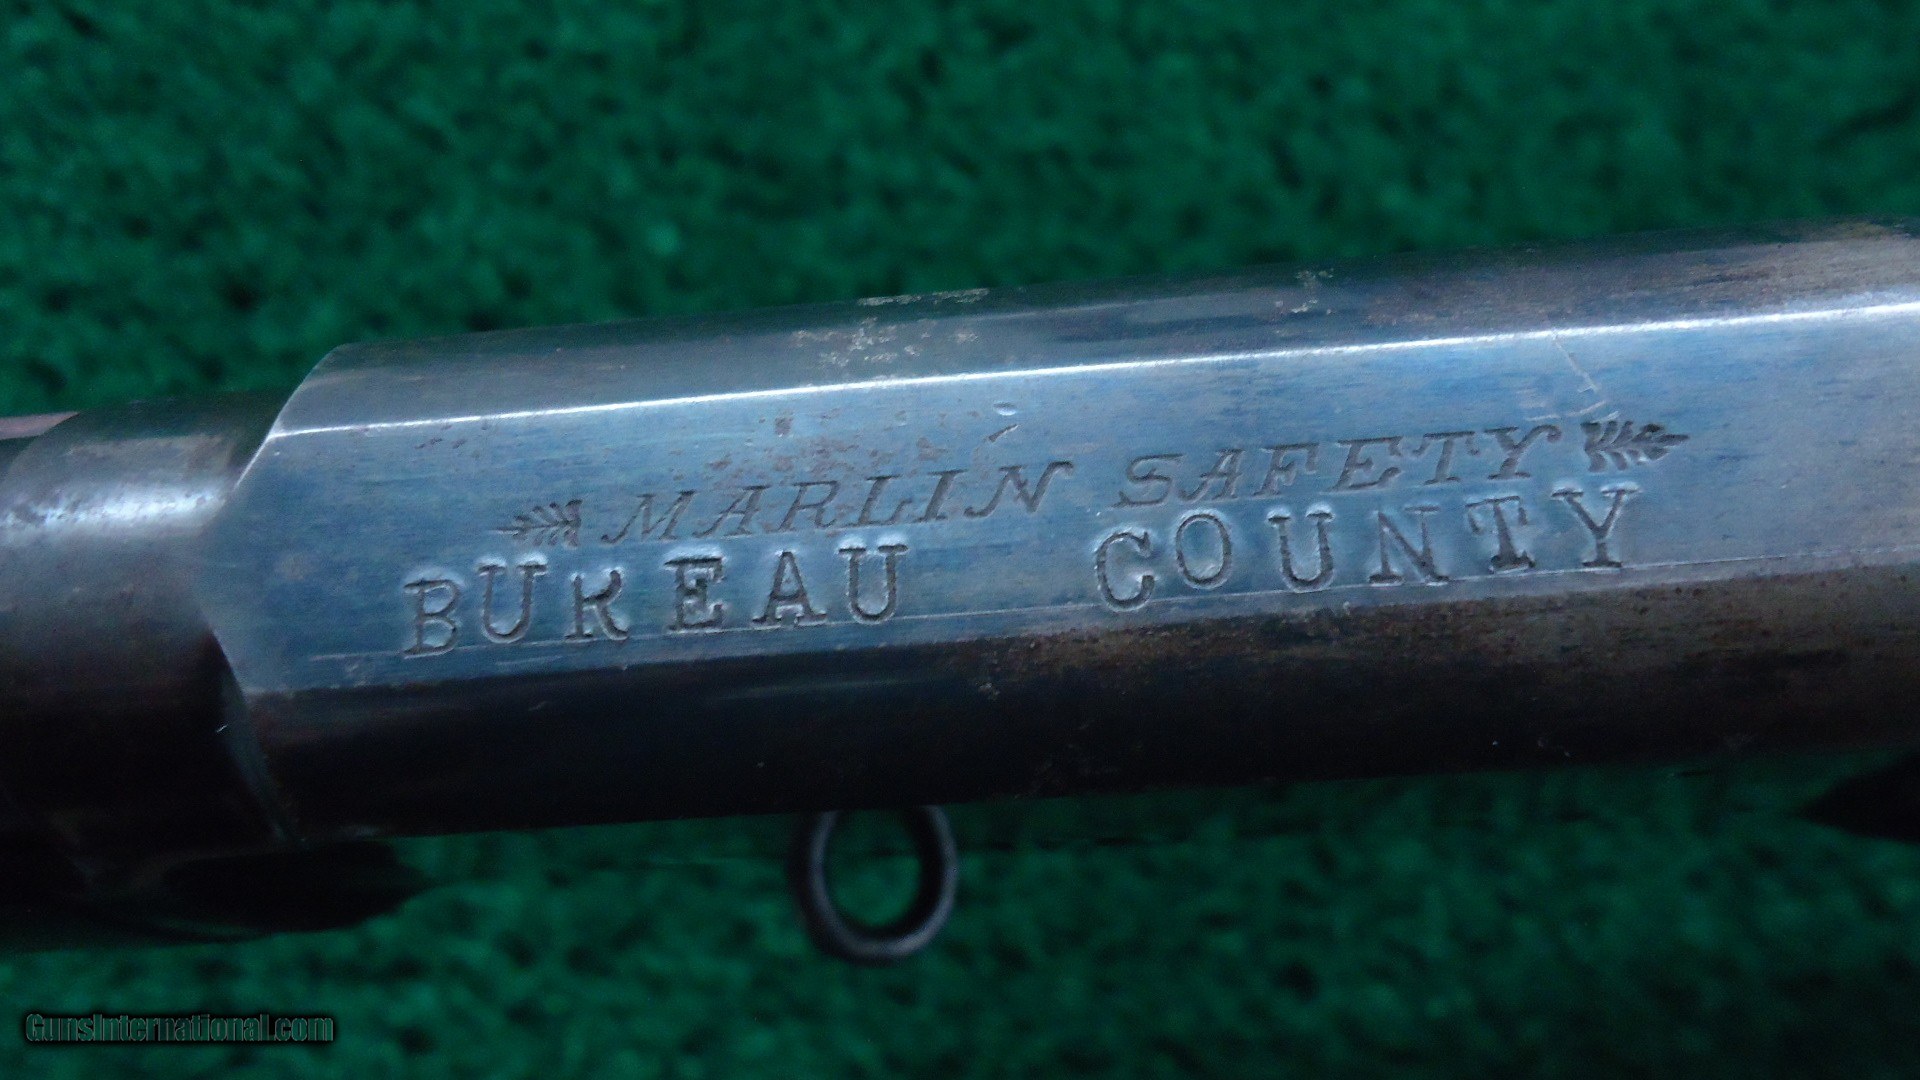 MARLIN SAFETY
BUREAU COUNTY
GunsInternational.com